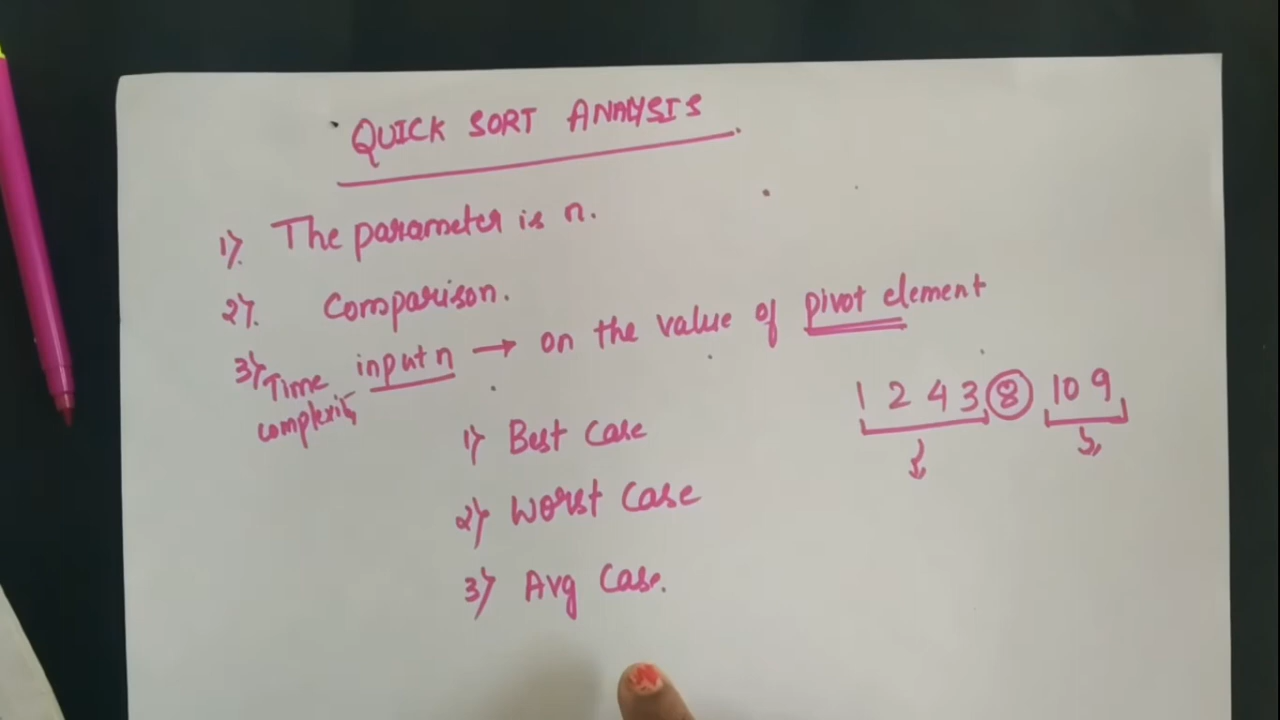 QUICK SORT ANALYSIS
1). The parameter is n.
2). Comparison.
3) Time complexity input n → on the value of pivot element
1) Best Case
2) Worst Case
3) Avg Case.
1 2 4 3 8 10 9